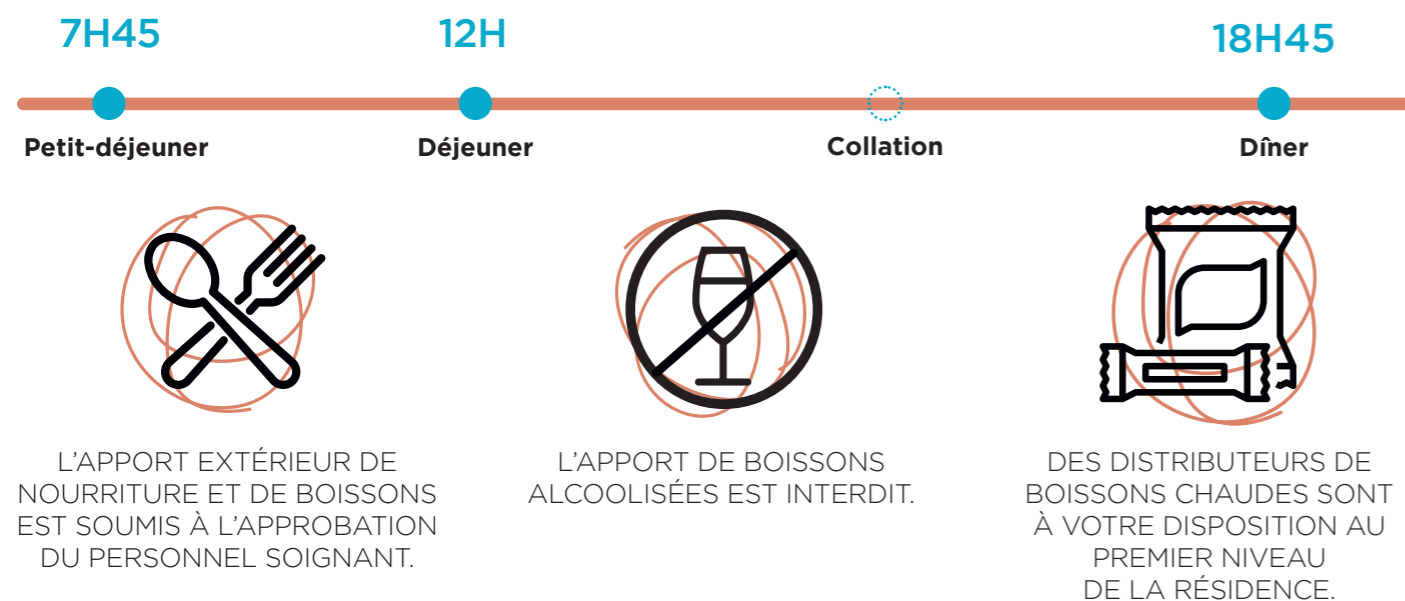 7H45
12H
18H45
Petit-déjeuner
Déjeuner
Collation
Dîner
L'APPORT EXTÉRIEUR DE
NOURRITURE ET DE BOISSONS
EST SOUMIS À L'APPROBATION
DU PERSONNEL SOIGNANT.
L'APPORT DE BOISSONS
ALCOOLISÉES EST INTERDIT.
DES DISTRIBUTEURS DE
BOISSONS CHAUDES SONT
À VOTRE DISPOSITION AU
PREMIER NIVEAU
DE LA RÉSIDENCE.